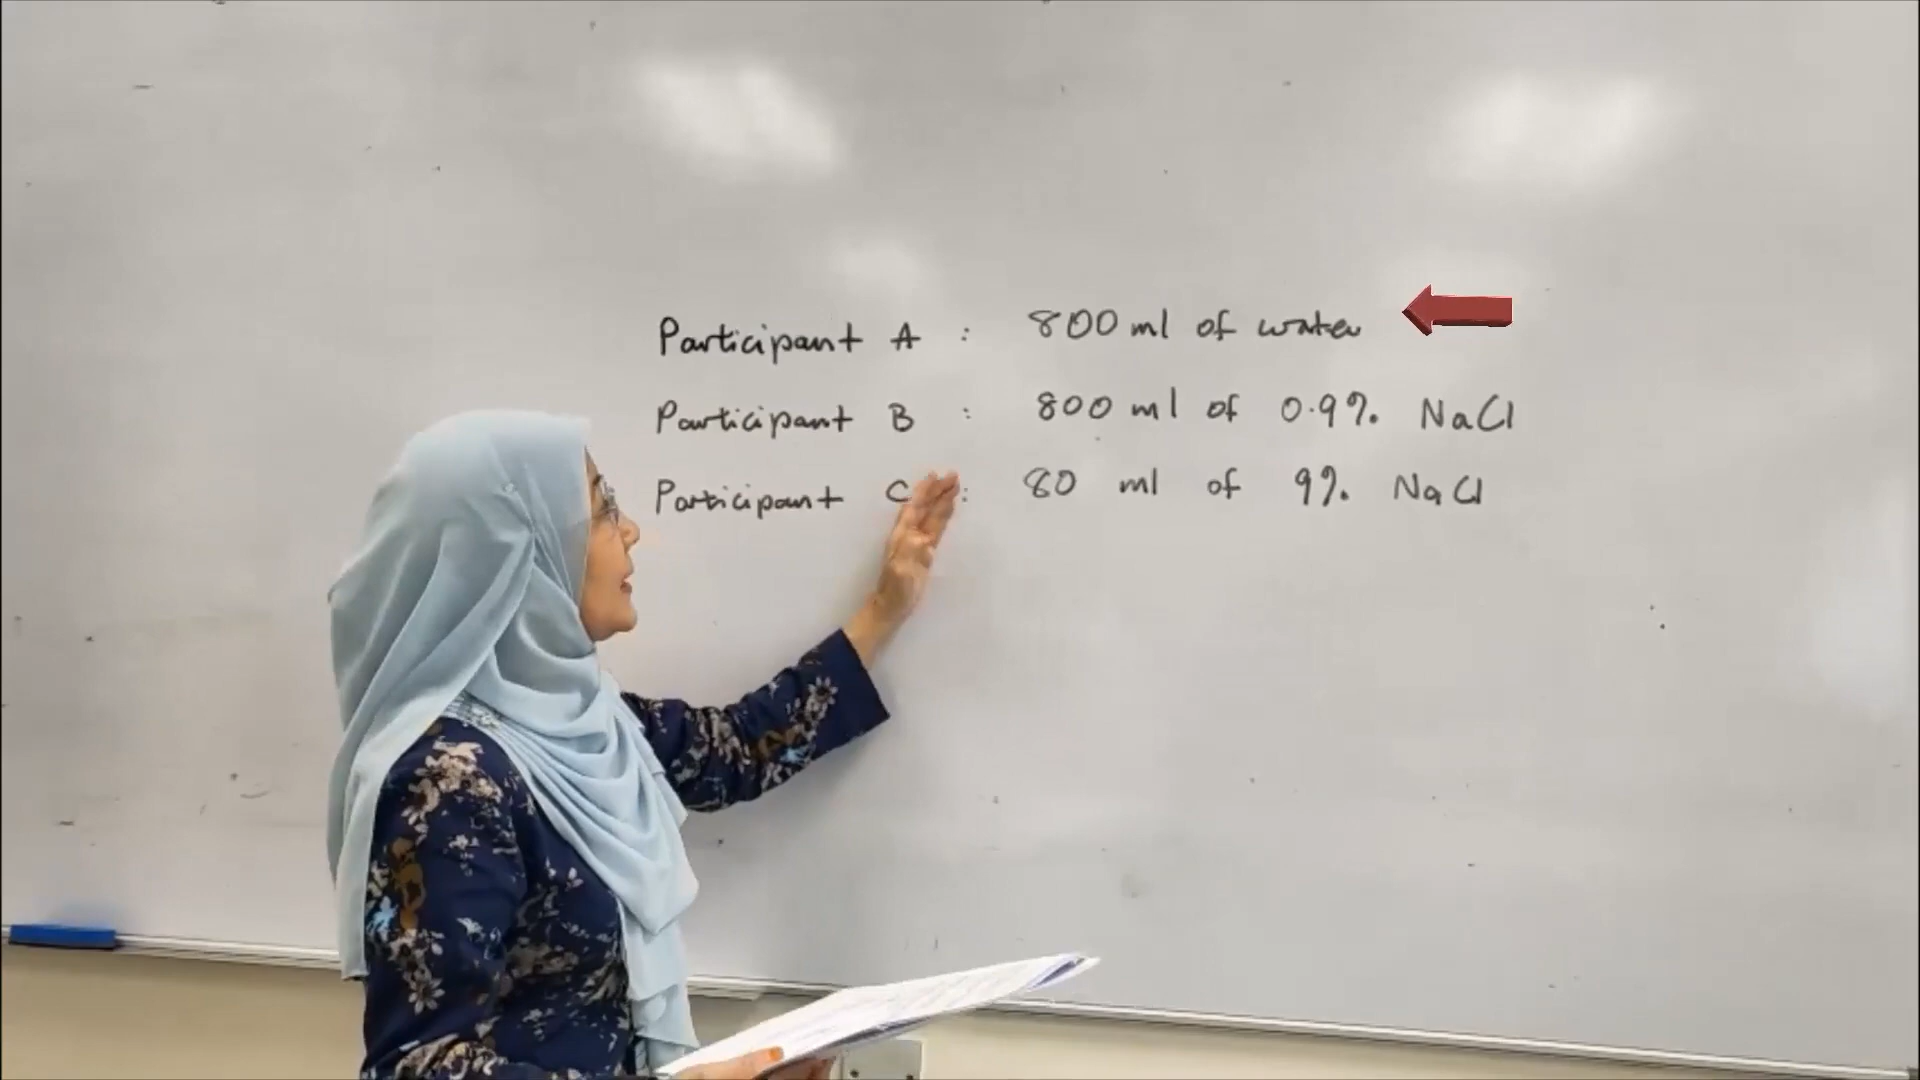 Participant A : 800 ml of water
Participant B : 800 ml of 0.9% NaCl
Participant C : 80 ml of 9% NaCl